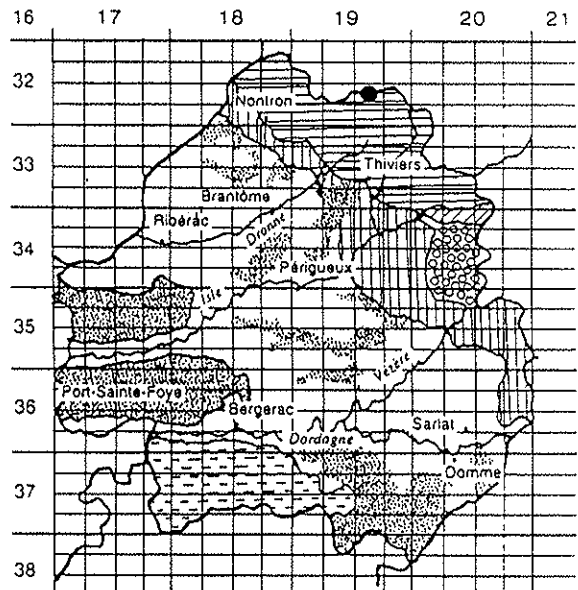 16 17 18 19 20 21
32
Nontron
33
Thiviers
Brantôme
Ribérac
Dronne
34
Périgueux
Isle
35
Vézère
Port-Sainte-Foye
36
Bergerac
Sarlat
Dordogne
Domme
37
38